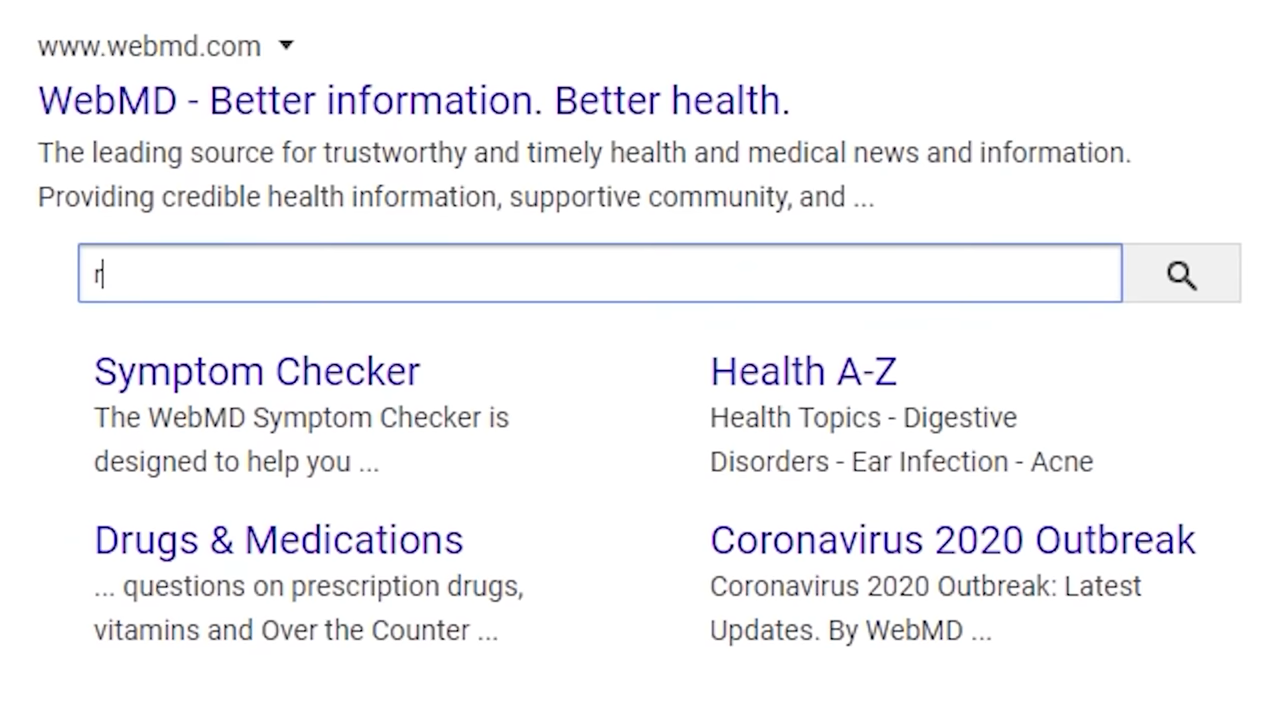 www.webmd.com
WebMD - Better information. Better health.
The leading source for trustworthy and timely health and medical news and information.
Providing credible health information, supportive community, and ...
r
Symptom Checker
The WebMD Symptom Checker is
designed to help you ...
Health A-Z
Health Topics - Digestive
Disorders - Ear Infection - Acne
Drugs & Medications
... questions on prescription drugs,
vitamins and Over the Counter ...
Coronavirus 2020 Outbreak
Coronavirus 2020 Outbreak: Latest
Updates. By WebMD ...